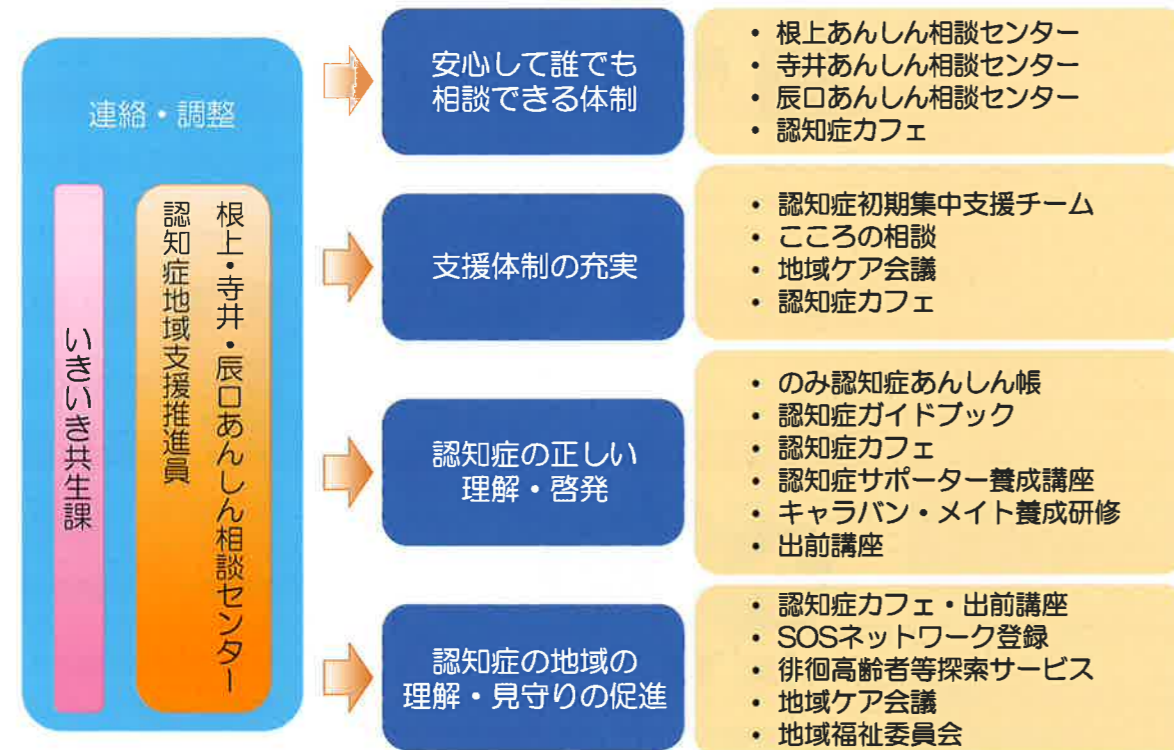 連絡・調整
いきいき共生課
根上・寺井・辰口あんしん相談センター
認知症地域支援推進員
安心して誰でも
相談できる体制
・ 根上あんしん相談センター
・ 寺井あんしん相談センター
・ 辰口あんしん相談センター
・ 認知症カフェ
支援体制の充実
・ 認知症初期集中支援チーム
・ こころの相談
・ 地域ケア会議
・ 認知症カフェ
認知症の正しい
理解・啓発
・ のみ認知症あんしん帳
・ 認知症ガイドブック
・ 認知症カフェ
・ 認知症サポーター養成講座
・ キャラバン・メイト養成研修
・ 出前講座
認知症の地域の
理解・見守りの促進
・ 認知症カフェ・出前講座
・ SOSネットワーク登録
・ 徘徊高齢者等探索サービス
・ 地域ケア会議
・ 地域福祉委員会